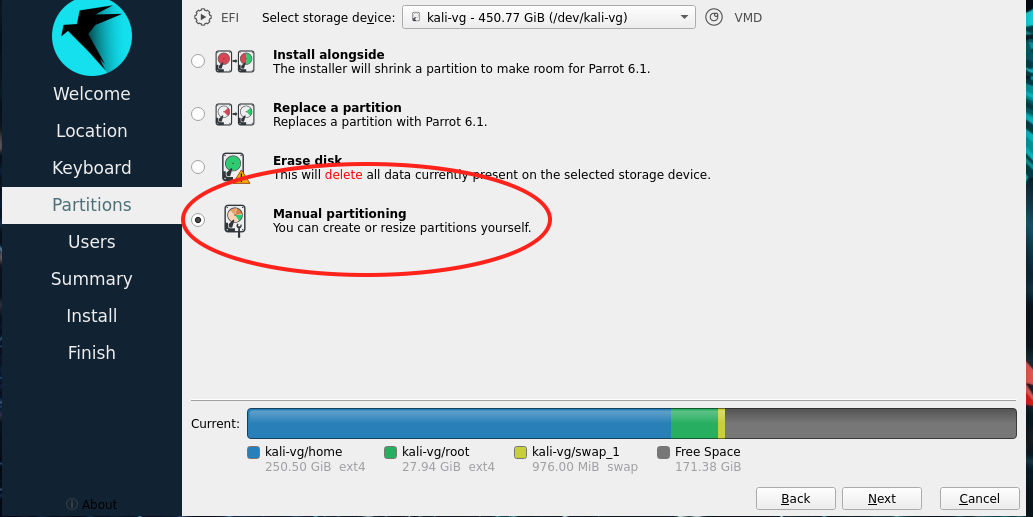 EFI Select storage device: kali-vg - 450.77 GiB (/dev/kali-vg) VMD
Welcome
Location
Keyboard
Partitions
Users
Summary
Install
Finish
About
Install alongside
The installer will shrink a partition to make room for Parrot 6.1.
Replace a partition
Replaces a partition with Parrot 6.1.
Erase disk
This will delete all data currently present on the selected storage device.
Manual partitioning
You can create or resize partitions yourself.
Current:
kali-vg/home kali-vg/root kali-vg/swap_1 Free Space
250.50 GiB ext4 27.94 GiB ext4 976.00 MiB swap 171.38 GiB
Back Next Cancel